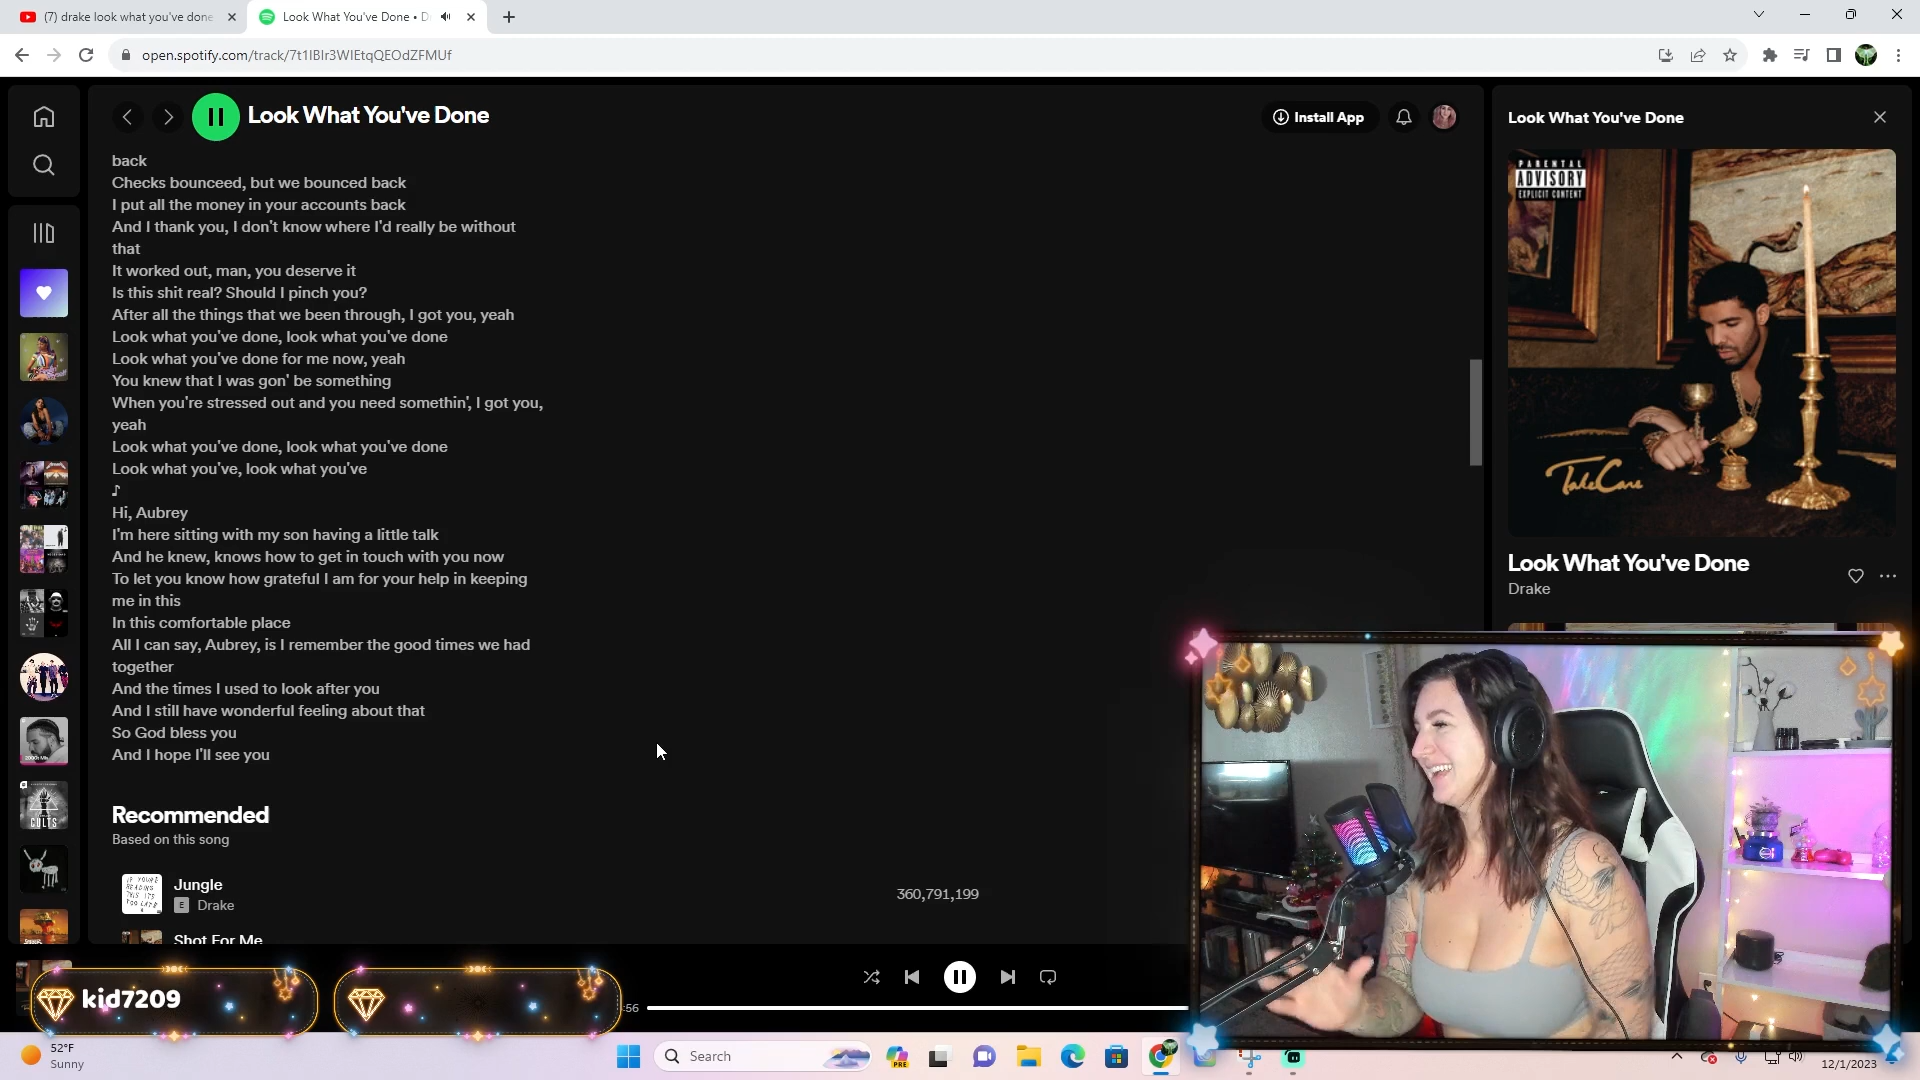 (7) drake look what you've done
Look What You've Done • D
open.spotify.com/track/7t1IBIr3WIEtqQEOdZFMUf
Look What You've Done
Install App
back
Checks bounceed, but we bounced back
I put all the money in your accounts back
And I thank you, I don't know where I'd really be without
that
It worked out, man, you deserve it
Is this shit real? Should I pinch you?
After all the things that we been through, I got you, yeah
Look what you've done, look what you've done
Look what you've done for me now, yeah
You knew that I was gon' be something
When you're stressed out and you need somethin', I got you,
yeah
Look what you've done, look what you've done
Look what you've, look what you've
♪
Hi, Aubrey
I'm here sitting with my son having a little talk
And he knew, knows how to get in touch with you now
To let you know how grateful I am for your help in keeping
me in this
In this comfortable place
All I can say, Aubrey, is I remember the good times we had
together
And the times I used to look after you
And I still have wonderful feeling about that
So God bless you
And I hope I'll see you
Recommended
Based on this song
Jungle
E Drake
360,791,199
Shot For Me
Look What You've Done
PARENTAL
ADVISORY
EXPLICIT CONTENT
TakeCare
Look What You've Done
Drake
CULTS
kid7209
:56
52°F
Sunny
Search
PRE
12/1/2023